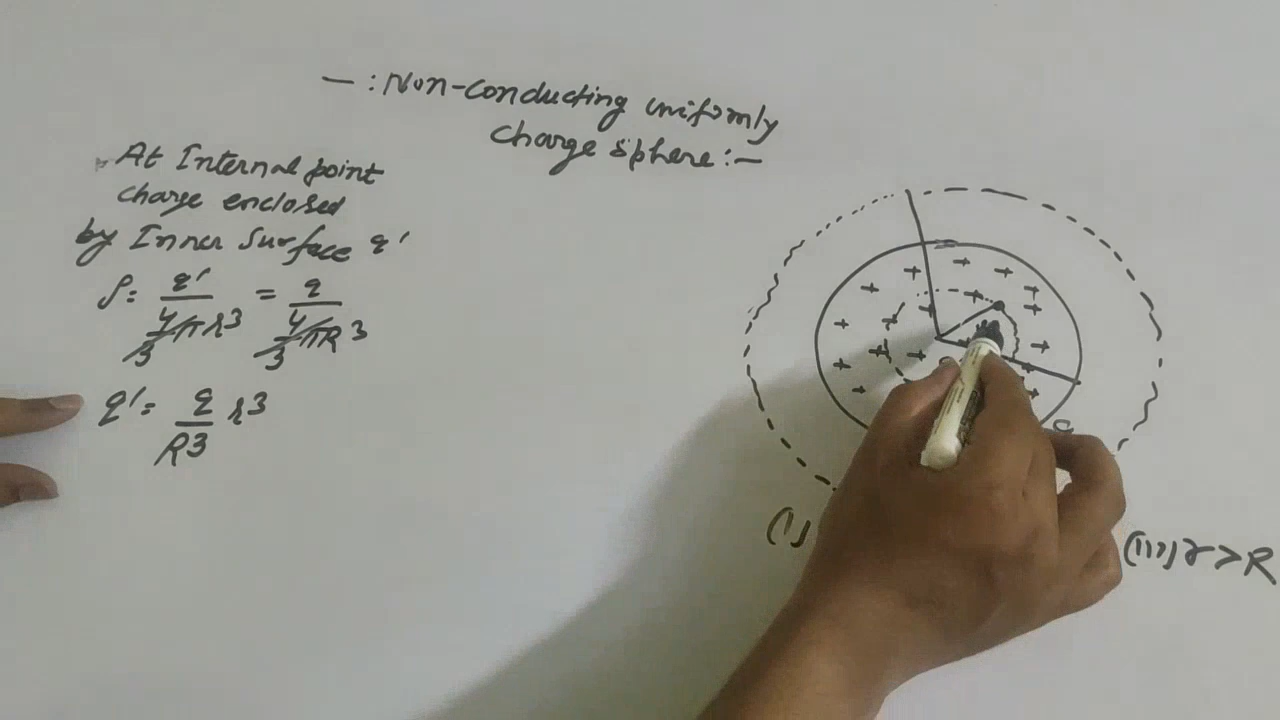 — : Non-Conducting uniformly
Charge Sphere :—
At Internal point
charge enclosed
by Inner Surface q'
ρ = q' / 4/3 π r³ = q / 4/3 π R³
q' = q / R³ r³
(I)
(III) r > R